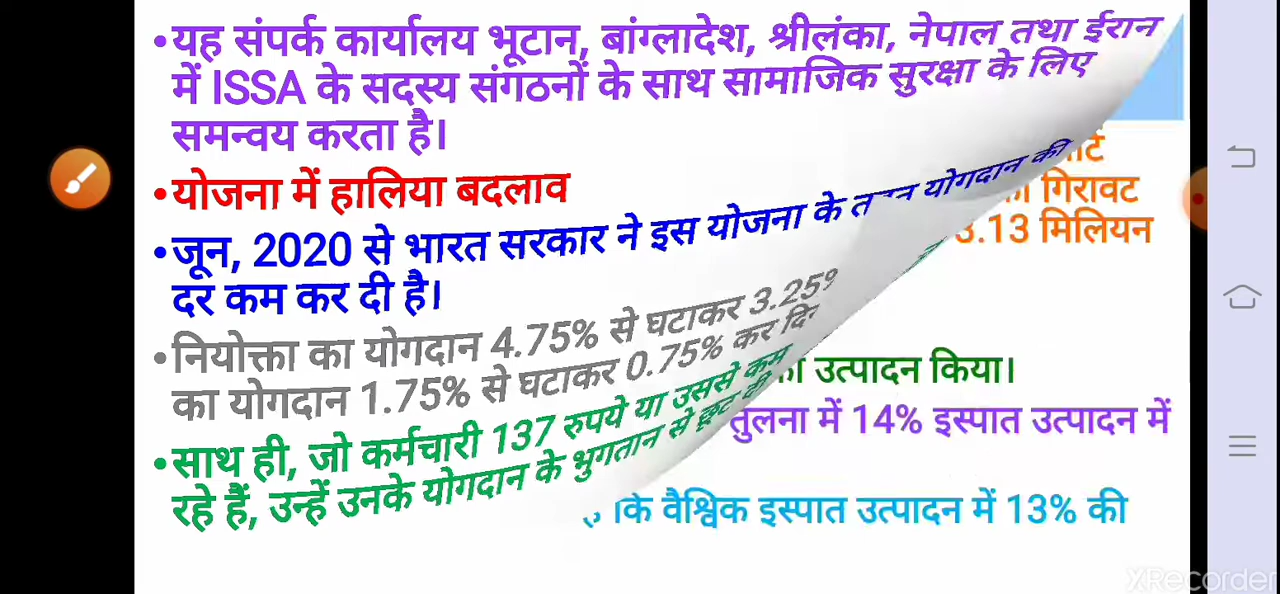 •यह संपर्क कार्यालय भूटान, बांग्लादेश, श्रीलंका, नेपाल तथा ईरान
में ISSA के सदस्य संगठनों के साथ सामाजिक सुरक्षा के लिए
समन्वय करता है।
•योजना में हालिया बदलाव
•जून, 2020 से भारत सरकार ने इस योजना के योगदान की
दर कम कर दी है।
•नियोक्ता का योगदान 4.75% से घटाकर 3.25%
का योगदान 1.75% से घटाकर 0.75% कर
•साथ ही, जो कर्मचारी 137 रुपये या उससे कम
रहे हैं, उन्हें उनके योगदान के भुगतान से छूट दी
गिरावट
3.13 मिलियन
का उत्पादन किया।
तुलना में 14% इस्पात उत्पादन में
कि वैश्विक इस्पात उत्पादन में 13% की
XRecorder